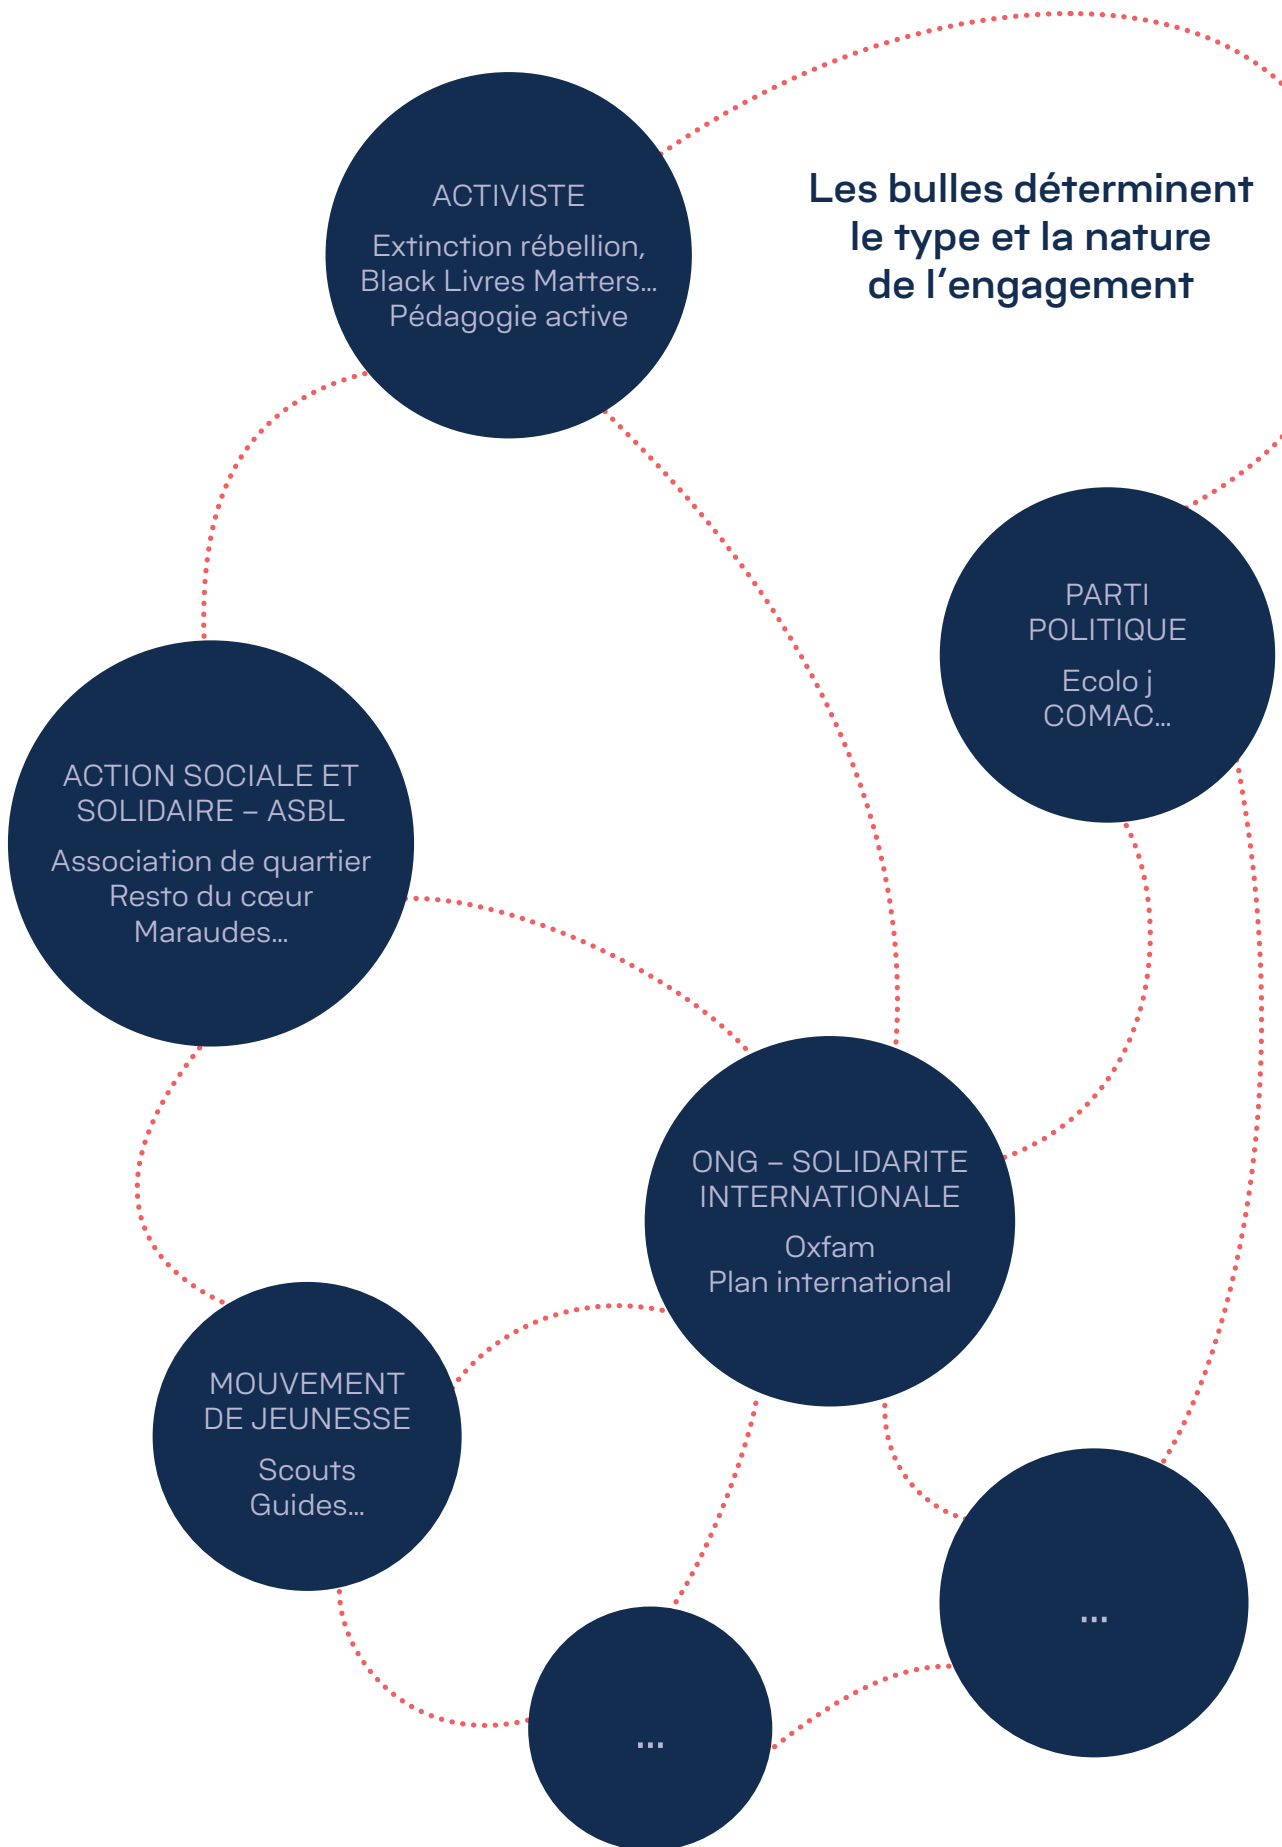 ACTIVISTE
Extinction rébellion,
Black Livres Matters...
Pédagogie active
Les bulles déterminent
le type et la nature
de l’engagement
PARTI
POLITIQUE
Ecolo j
COMAC...
ACTION SOCIALE ET
SOLIDAIRE – ASBL
Association de quartier
Resto du cœur
Maraudes...
ONG – SOLIDARITE
INTERNATIONALE
Oxfam
Plan international
MOUVEMENT
DE JEUNESSE
Scouts
Guides...
...
...